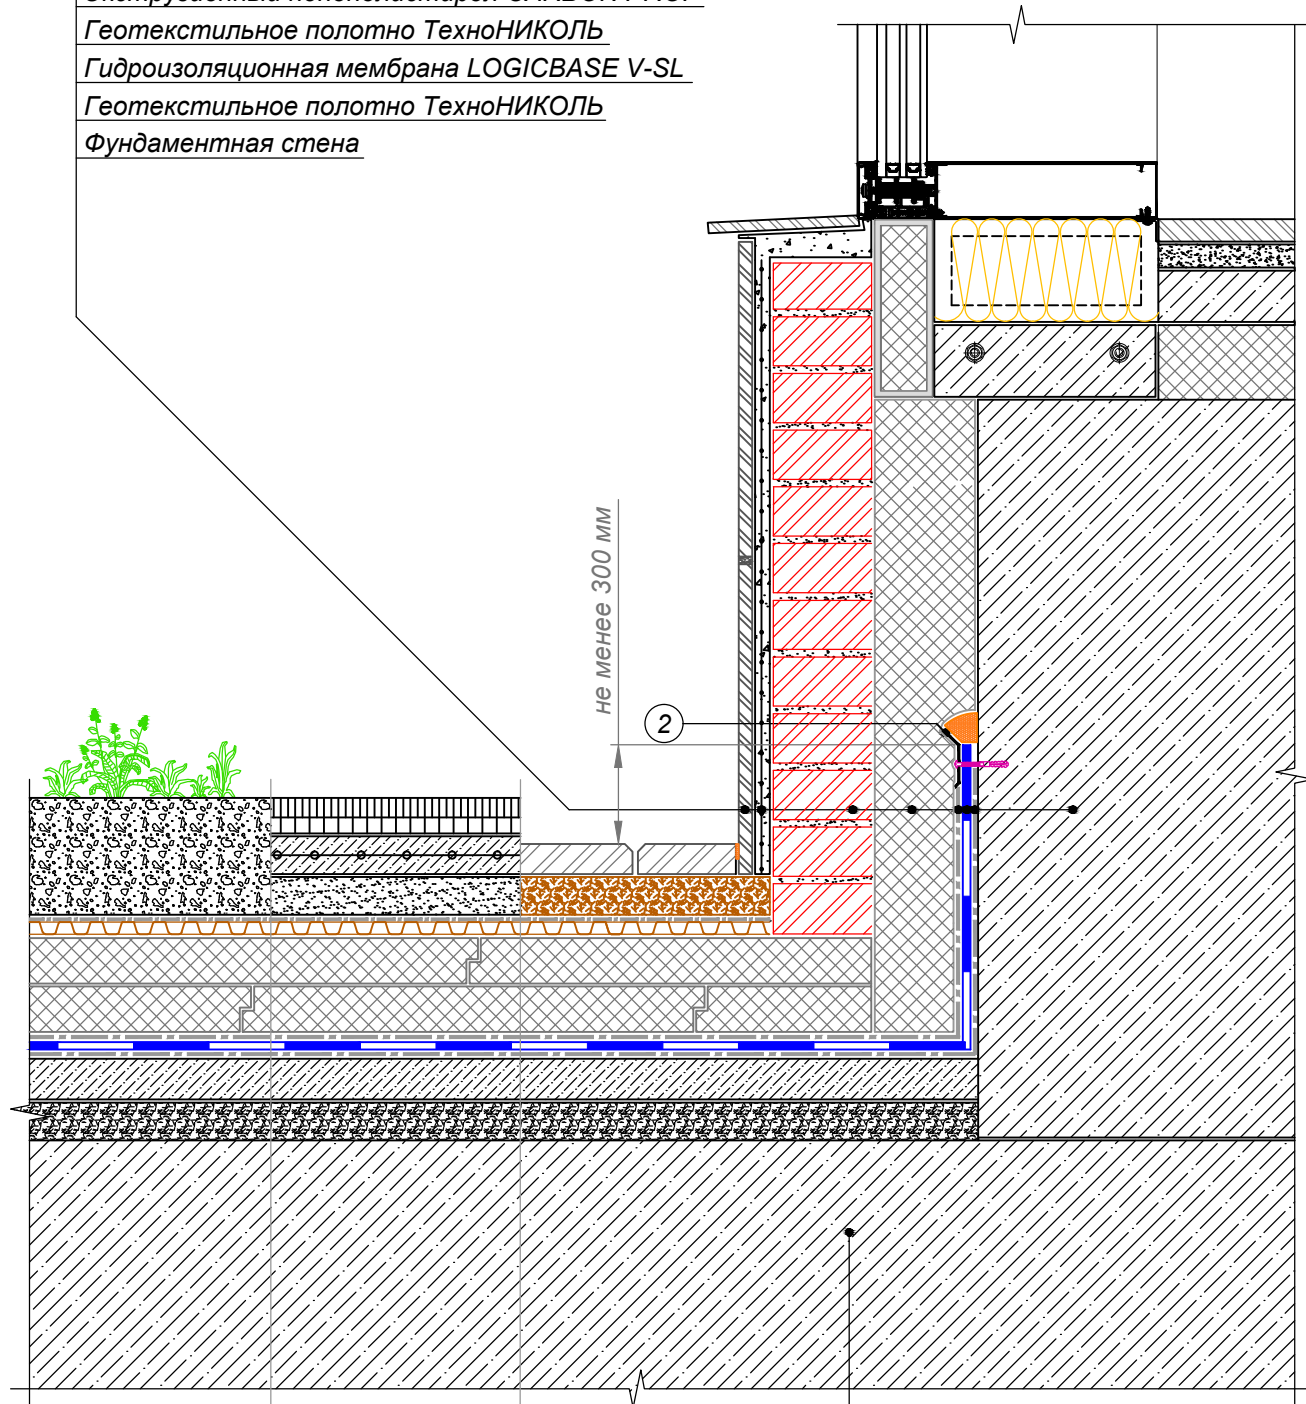 Геотекстильное полотно ТехноНИКОЛЬ
Гидроизоляционная мембрана LOGICBASE V-SL
Геотекстильное полотно ТехноНИКОЛЬ
Фундаментная стена
не менее 300 мм
2